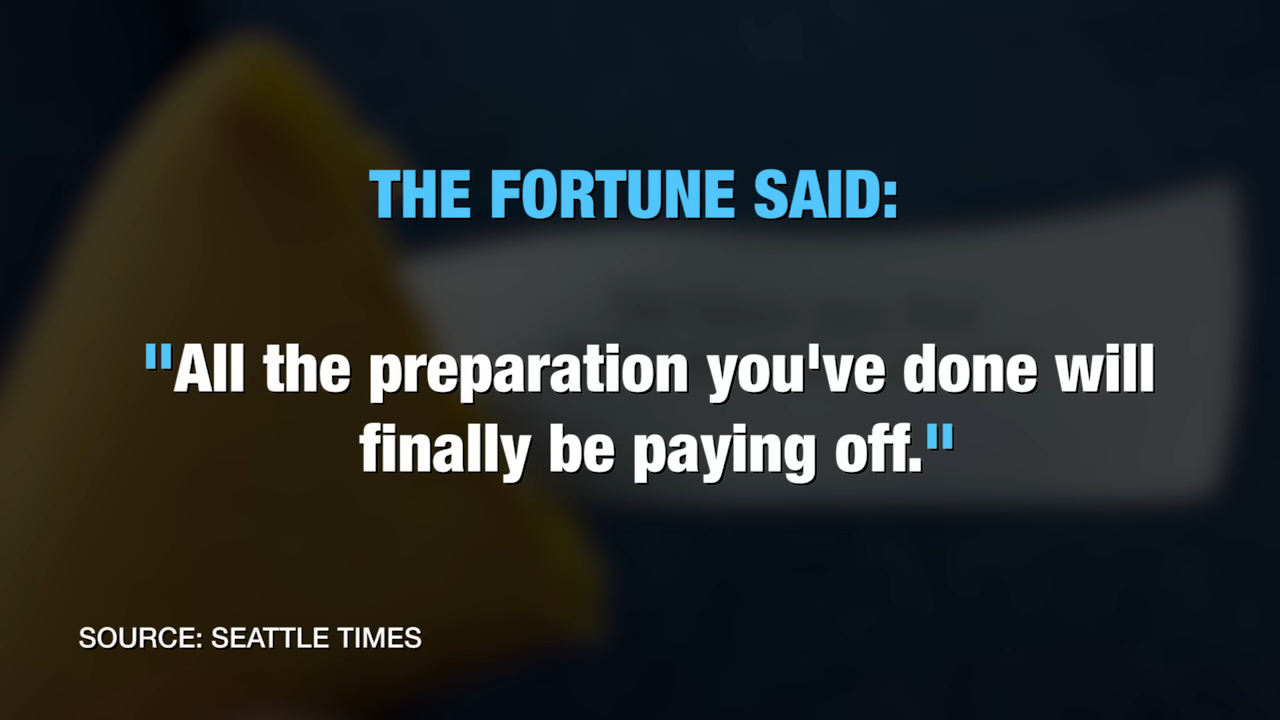 THE FORTUNE SAID:
"All the preparation you've done will
finally be paying off."
SOURCE: SEATTLE TIMES